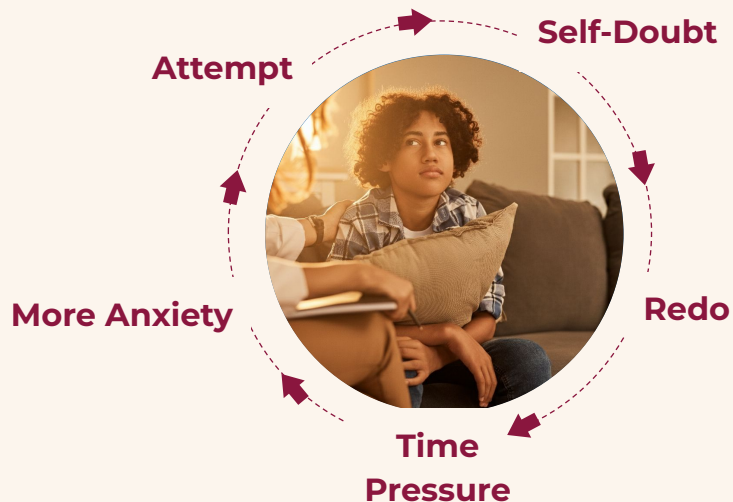 Self-Doubt
Attempt
More Anxiety
Redo
Time
Pressure